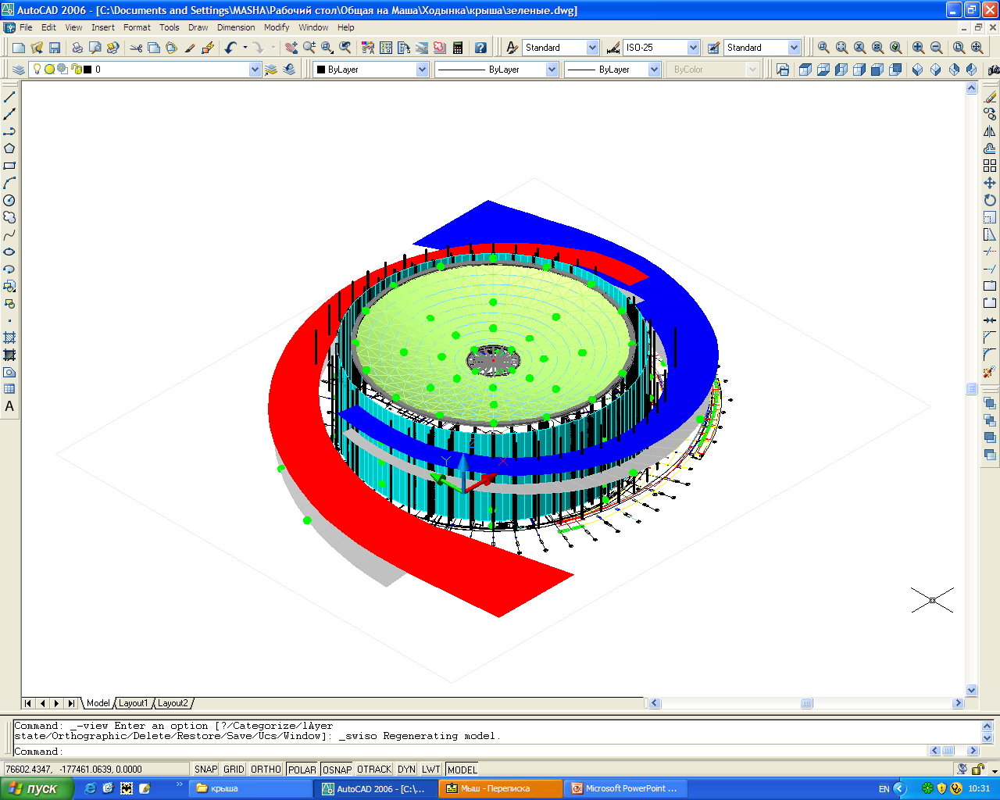 AutoCAD 2006 - [C:\Documents and Settings\MASHA\Рабочий стол\Общая на Маша\Ходынка\крыша\зеленые.dwg]
File Edit View Insert Format Tools Draw Dimension Modify Window Help
Standard ISO-25 Standard
0 ByLayer ByLayer ByLayer ByColor
A
Z
Y X
Model Layout1 Layout2
Command: _-view Enter an option [?/Categorize/lAyer
state/Orthographic/Delete/Restore/Save/Ucs/Window]: _swiso Regenerating model.
Command:
76602.4347, -177461.0639, 0.0000 SNAP GRID ORTHO POLAR OSNAP OTRACK DYN LWT MODEL
пуск крыша AutoCAD 2006 - [C:\... Мыш - Переписка Microsoft PowerPoint ... EN 10:31